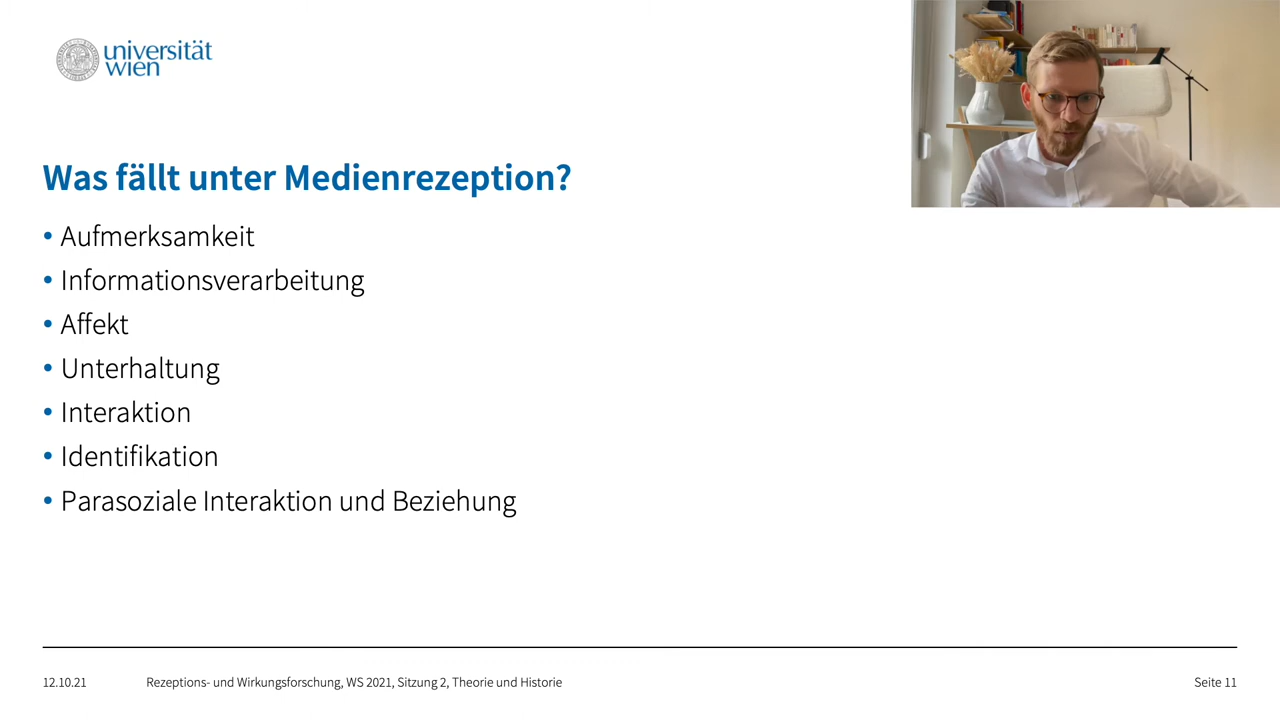 universität
wien
Was fällt unter Medienrezeption?
• Aufmerksamkeit
• Informationsverarbeitung
• Affekt
• Unterhaltung
• Interaktion
• Identifikation
• Parasoziale Interaktion und Beziehung
12.10.21 Rezeptions- und Wirkungsforschung, WS 2021, Sitzung 2, Theorie und Historie Seite 11